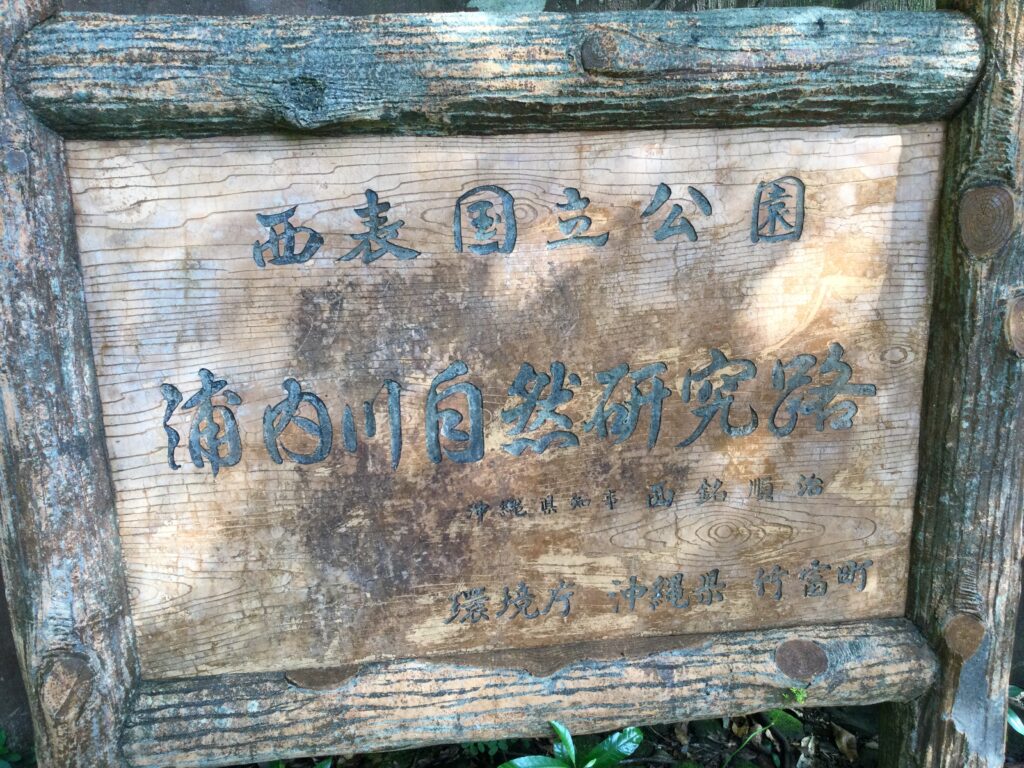 西表国立公園
浦内川自然研究路
沖縄県知事 西銘順治
環境庁 沖縄県 竹富町